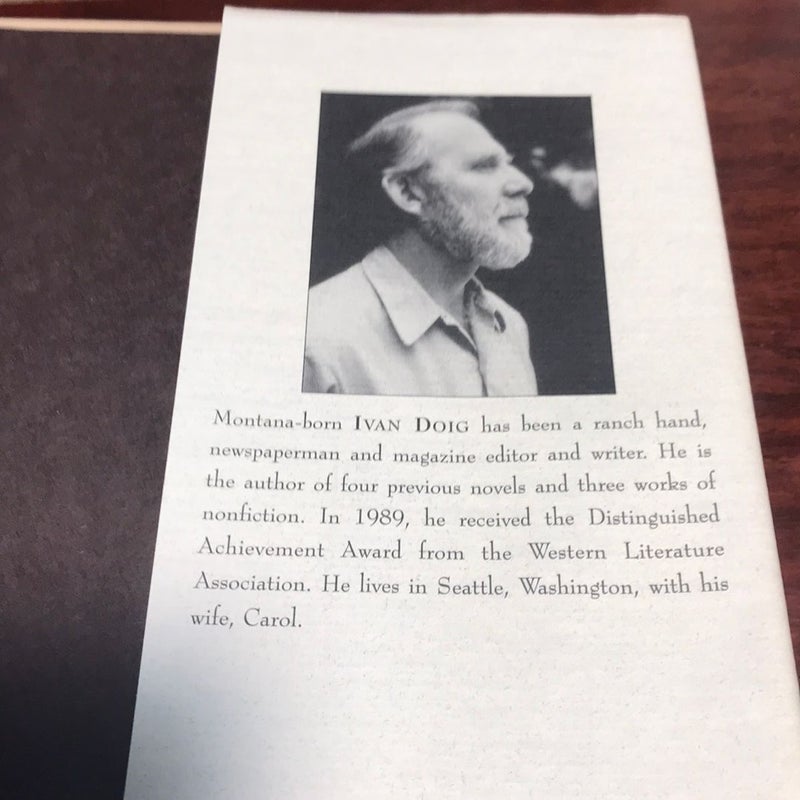 Montana-born IVAN DOIG has been a ranch hand,
newspaperman and magazine editor and writer. He is
the author of four previous novels and three works of
nonfiction. In 1989, he received the Distinguished
Achievement Award from the Western Literature
Association. He lives in Seattle, Washington, with his
wife, Carol.